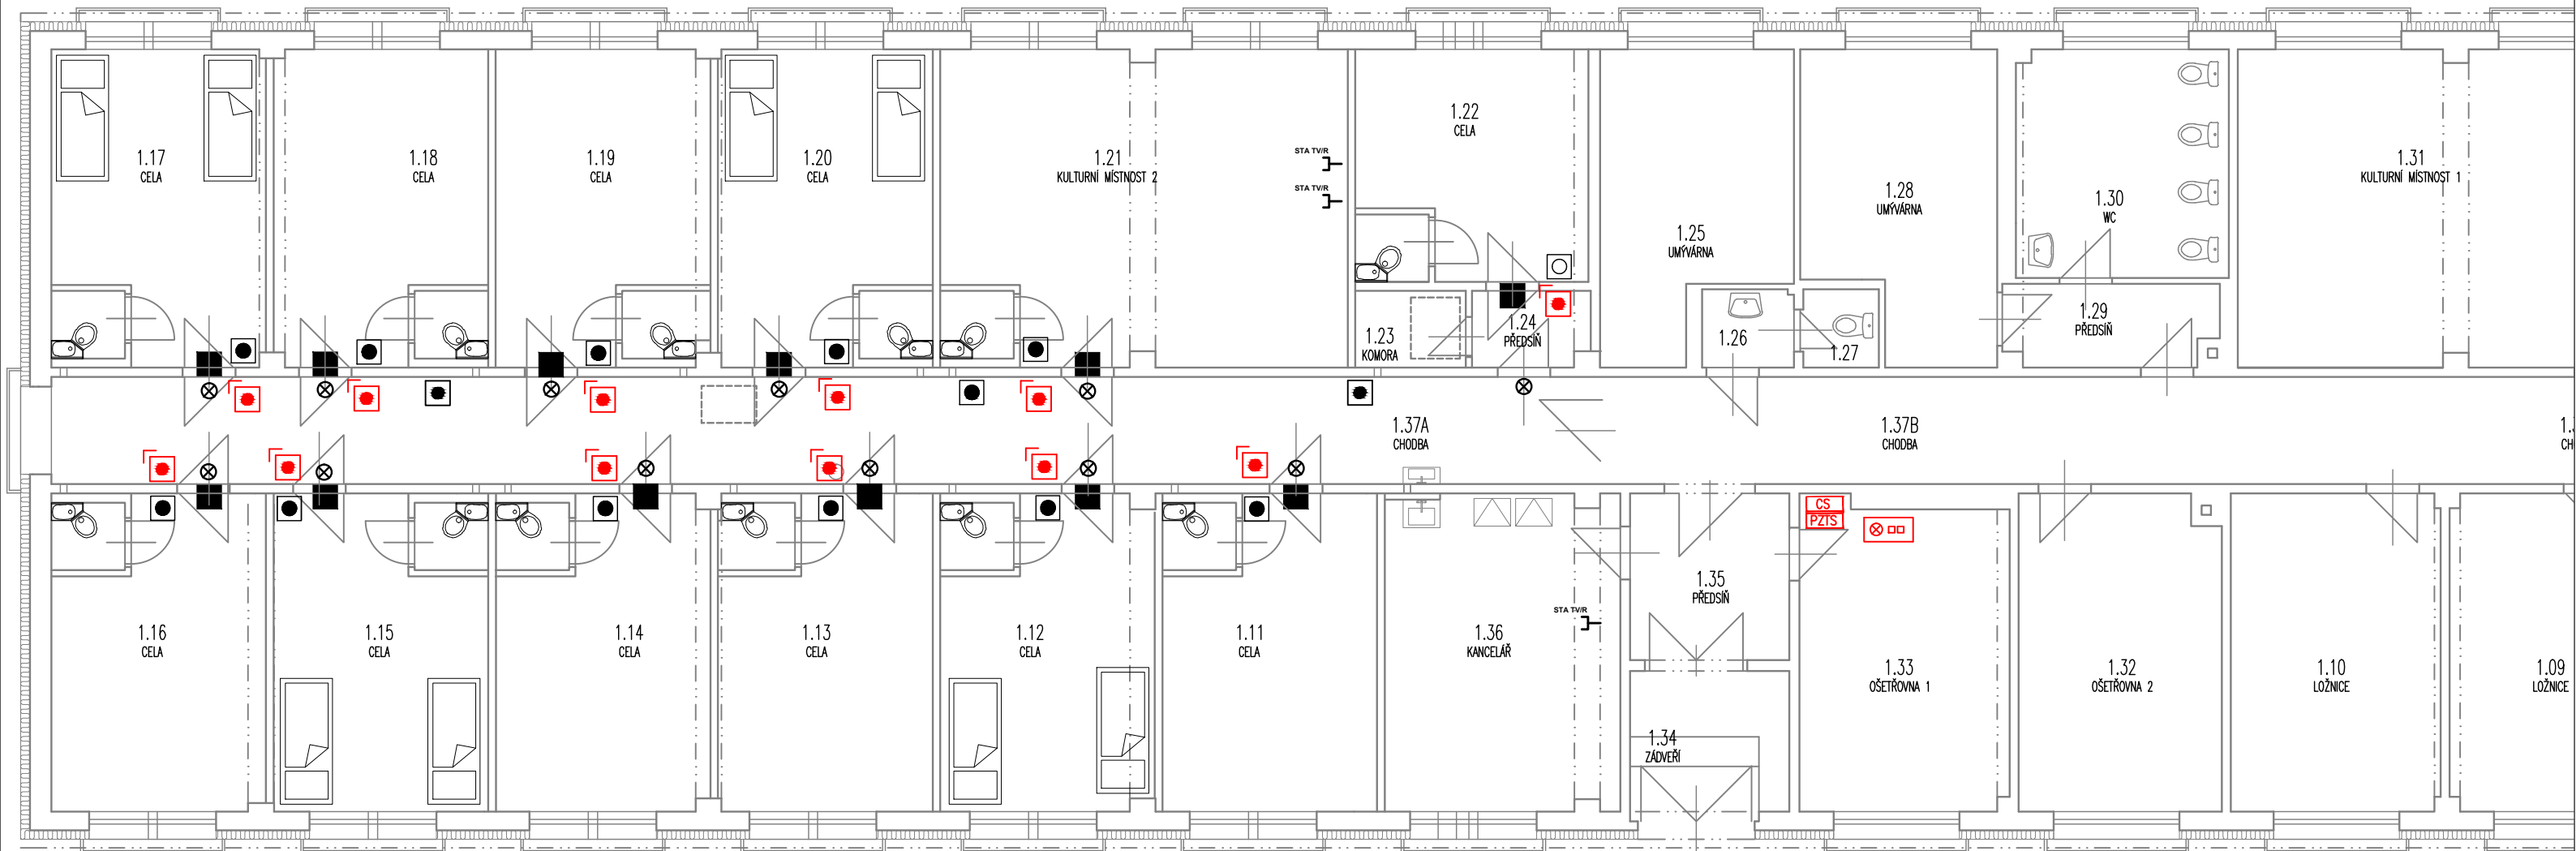 1.17
CELA
1.18
CELA
1.19
CELA
1.20
CELA
1.21
KULTURNÍ MÍSTNOST 2
STA TV/R
STA TV/R
1.22
CELA
1.23
KOMORA
1.24
PŘEDSÍŇ
1.25
UMÝVÁRNA
1.26
1.27
1.28
UMÝVÁRNA
1.29
PŘEDSÍŇ
1.30
WC
1.31
KULTURNÍ MÍSTNOST 1
1.37A
CHODBA
1.37B
CHODBA
1.16
CELA
1.15
CELA
1.14
CELA
1.13
CELA
1.12
CELA
1.11
CELA
1.36
KANCELÁŘ
STA TV/R
1.35
PŘEDSÍŇ
1.34
ZÁDVEŘÍ
CS
PZTS
1.33
OŠETŘOVNA 1
1.32
OŠETŘOVNA 2
1.10
LOŽNICE
1.09
LOŽNICE